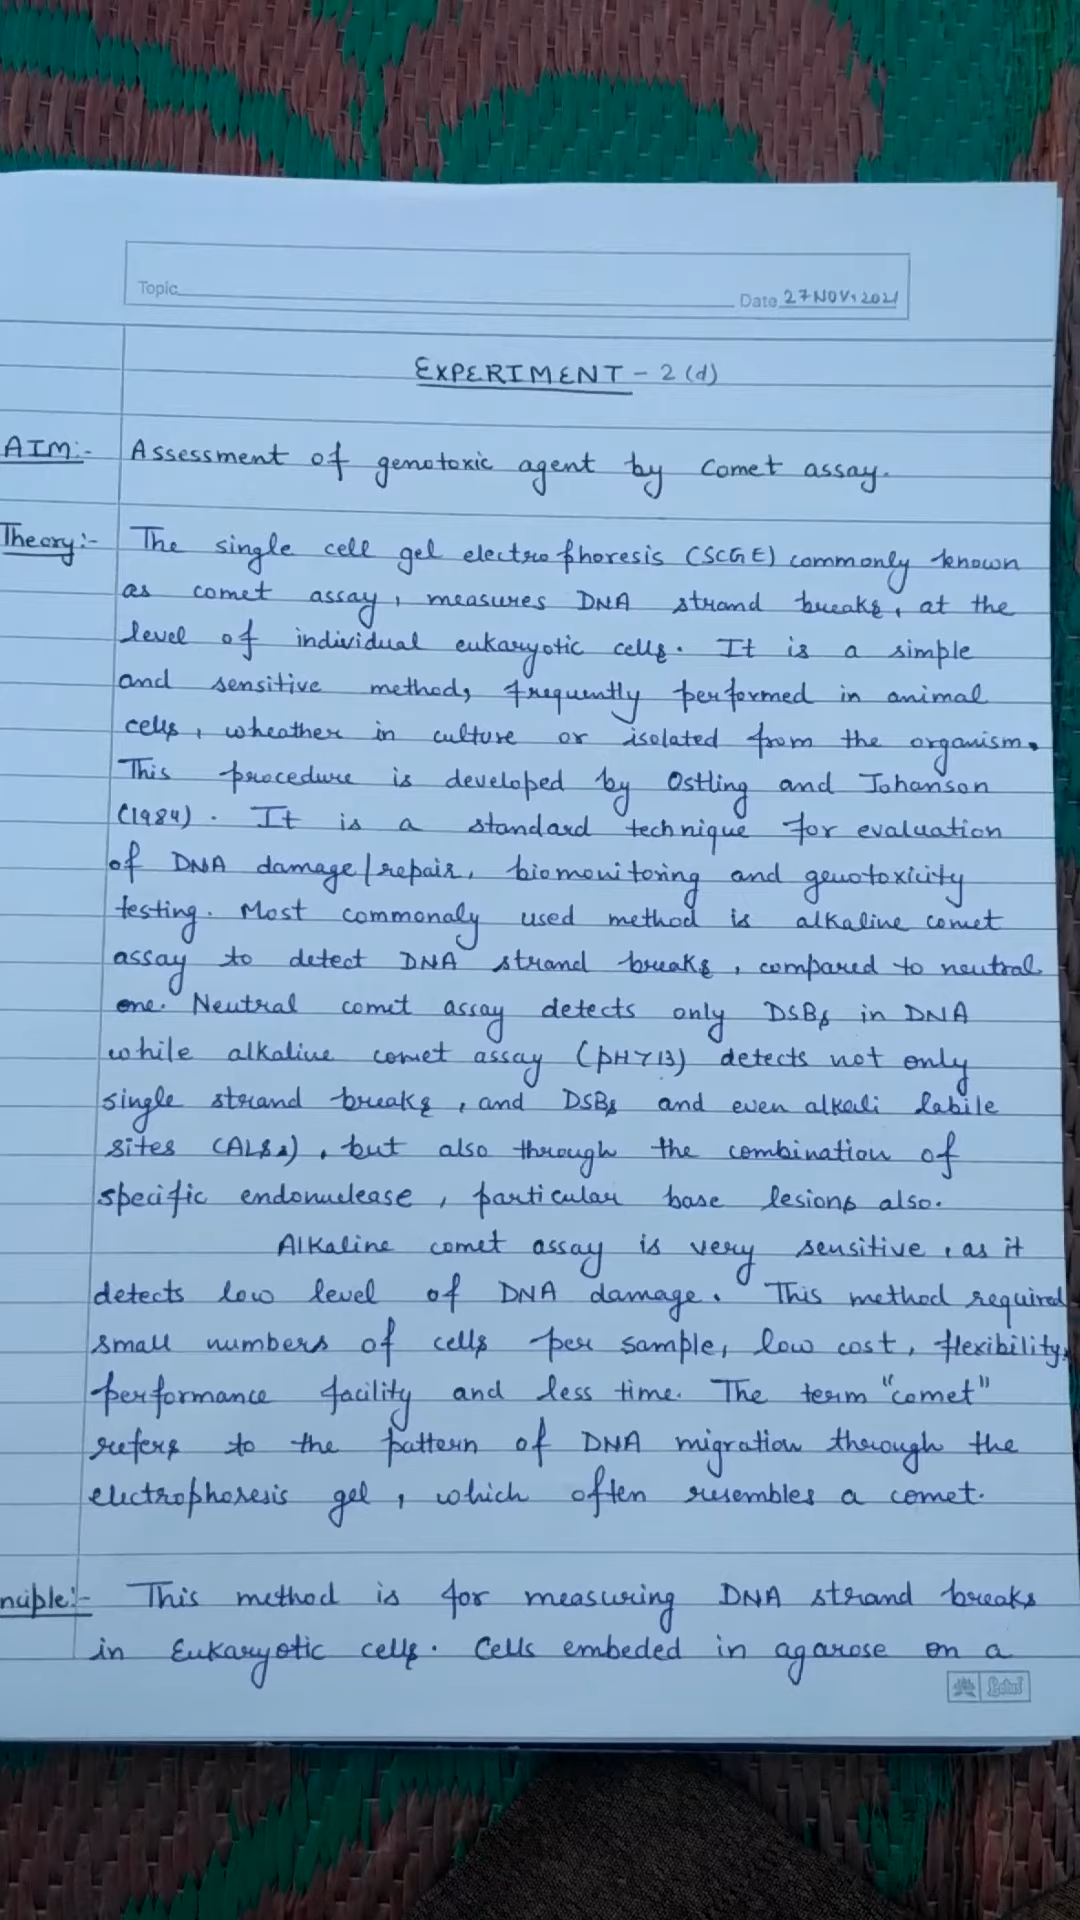 Topic
Date 27 NOV, 2021
EXPERIMENT - 2 (d)
AIM:- Assessment of genotoxic agent by Comet assay.
Theory:- The single cell gel electrophoresis (SCGE) commonly known
as comet assay, measures DNA strand breaks, at the
level of individual eukaryotic cells. It is a simple
and sensitive method, frequently performed in animal
cells, wheather in culture or isolated from the organism.
This procedure is developed by Ostling and Johanson
(1984). It is a standard technique for evaluation
of DNA damage/repair, biomonitoring and genotoxicity
testing. Most commonaly used method is alkaline comet
assay to detect DNA strand breaks, compared to neutral
one. Neutral comet assay detects only DSBs in DNA
while alkaline comet assay (pH>13) detects not only
single strand breaks, and DSBs and even alkali labile
sites (ALSs), but also through the combination of
specific endonuclease, particular base lesions also.
Alkaline comet assay is very sensitive, as it
detects low level of DNA damage. This method required
small numbers of cells per sample, low cost, flexibility,
performance facility and less time. The term "comet"
refers to the pattern of DNA migration through the
electrophoresis gel, which often resembles a comet.
nciple:- This method is for measuring DNA strand breaks
in Eukaryotic cells. Cells embeded in agarose on a